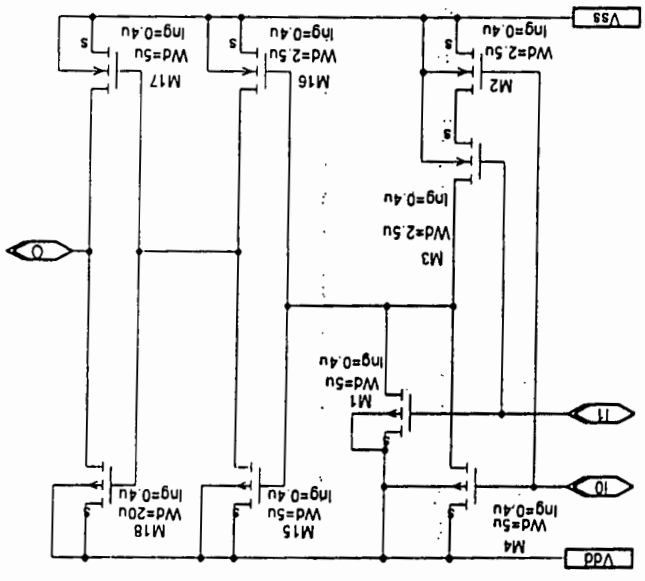 Vdd
M4
Wd=5u
lng=0.4u
s
M15
Wd=5u
lng=0.4u
s
M18
Wd=20u
lng=0.4u
s
I0
I1
s
M1
Wd=5u
lng=0.4u
O
M3
Wd=2.5u
lng=0.4u
s
M2
Wd=2.5u
lng=0.4u
s
M16
Wd=2.5u
lng=0.4u
s
M17
Wd=5u
lng=0.4u
s
Vss